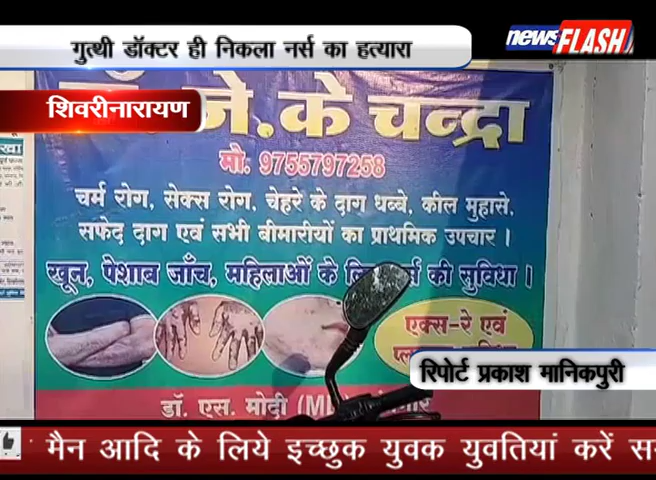 गुत्थी डॉक्टर ही निकला नर्स का हत्यारा
news FLASH
शिवरीनारायण
जे.के चन्द्रा
मो. 9755797258
चर्म रोग, सेक्स रोग, चेहरे के दाग धब्बे, कील मुहासे,
सफेद दाग एवं सभी बीमारीयों का प्राथमिक उपचार ।
खून, पेशाब जाँच, महिलाओं के की सुविधा ।
एक्स-रे एवं
रिपोर्ट प्रकाश मानिकपुरी
डॉ. एस. मोदी
मैन आदि के लिये इच्छुक युवक युवतियां करें